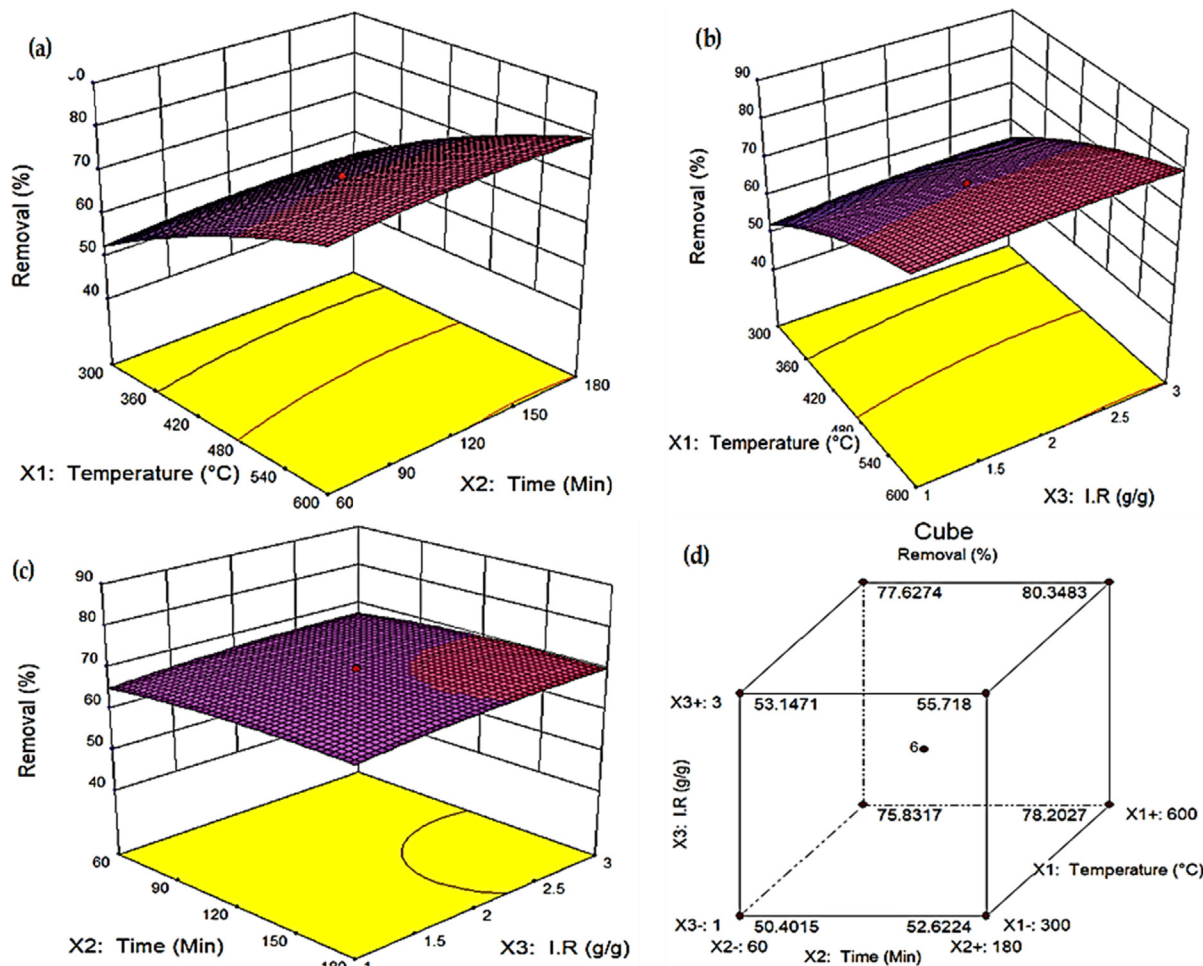 (a)
80
70
60
50
40
Removal (%)
300
360
420
480
540
600
X1: Temperature (°C)
60
90
120
150
180
X2: Time (Min)
(b)
90
80
70
60
50
40
Removal (%)
300
360
420
480
540
600
X1: Temperature (°C)
1
1.5
2
2.5
3
X3: I.R (g/g)
(c)
90
80
70
60
50
40
Removal (%)
60
90
120
150
180
X2: Time (Min)
1
1.5
2
2.5
3
X3: I.R (g/g)
(d)
Cube
Removal (%)
77.6274 80.3483
X3+: 3 53.1471 55.718
6
X3: I.R (g/g)
75.8317 78.2027 X1+: 600
X1: Temperature (°C)
X3-: 1 50.4015 52.6224 X1-: 300
X2-: 60 X2: Time (Min) X2+: 180